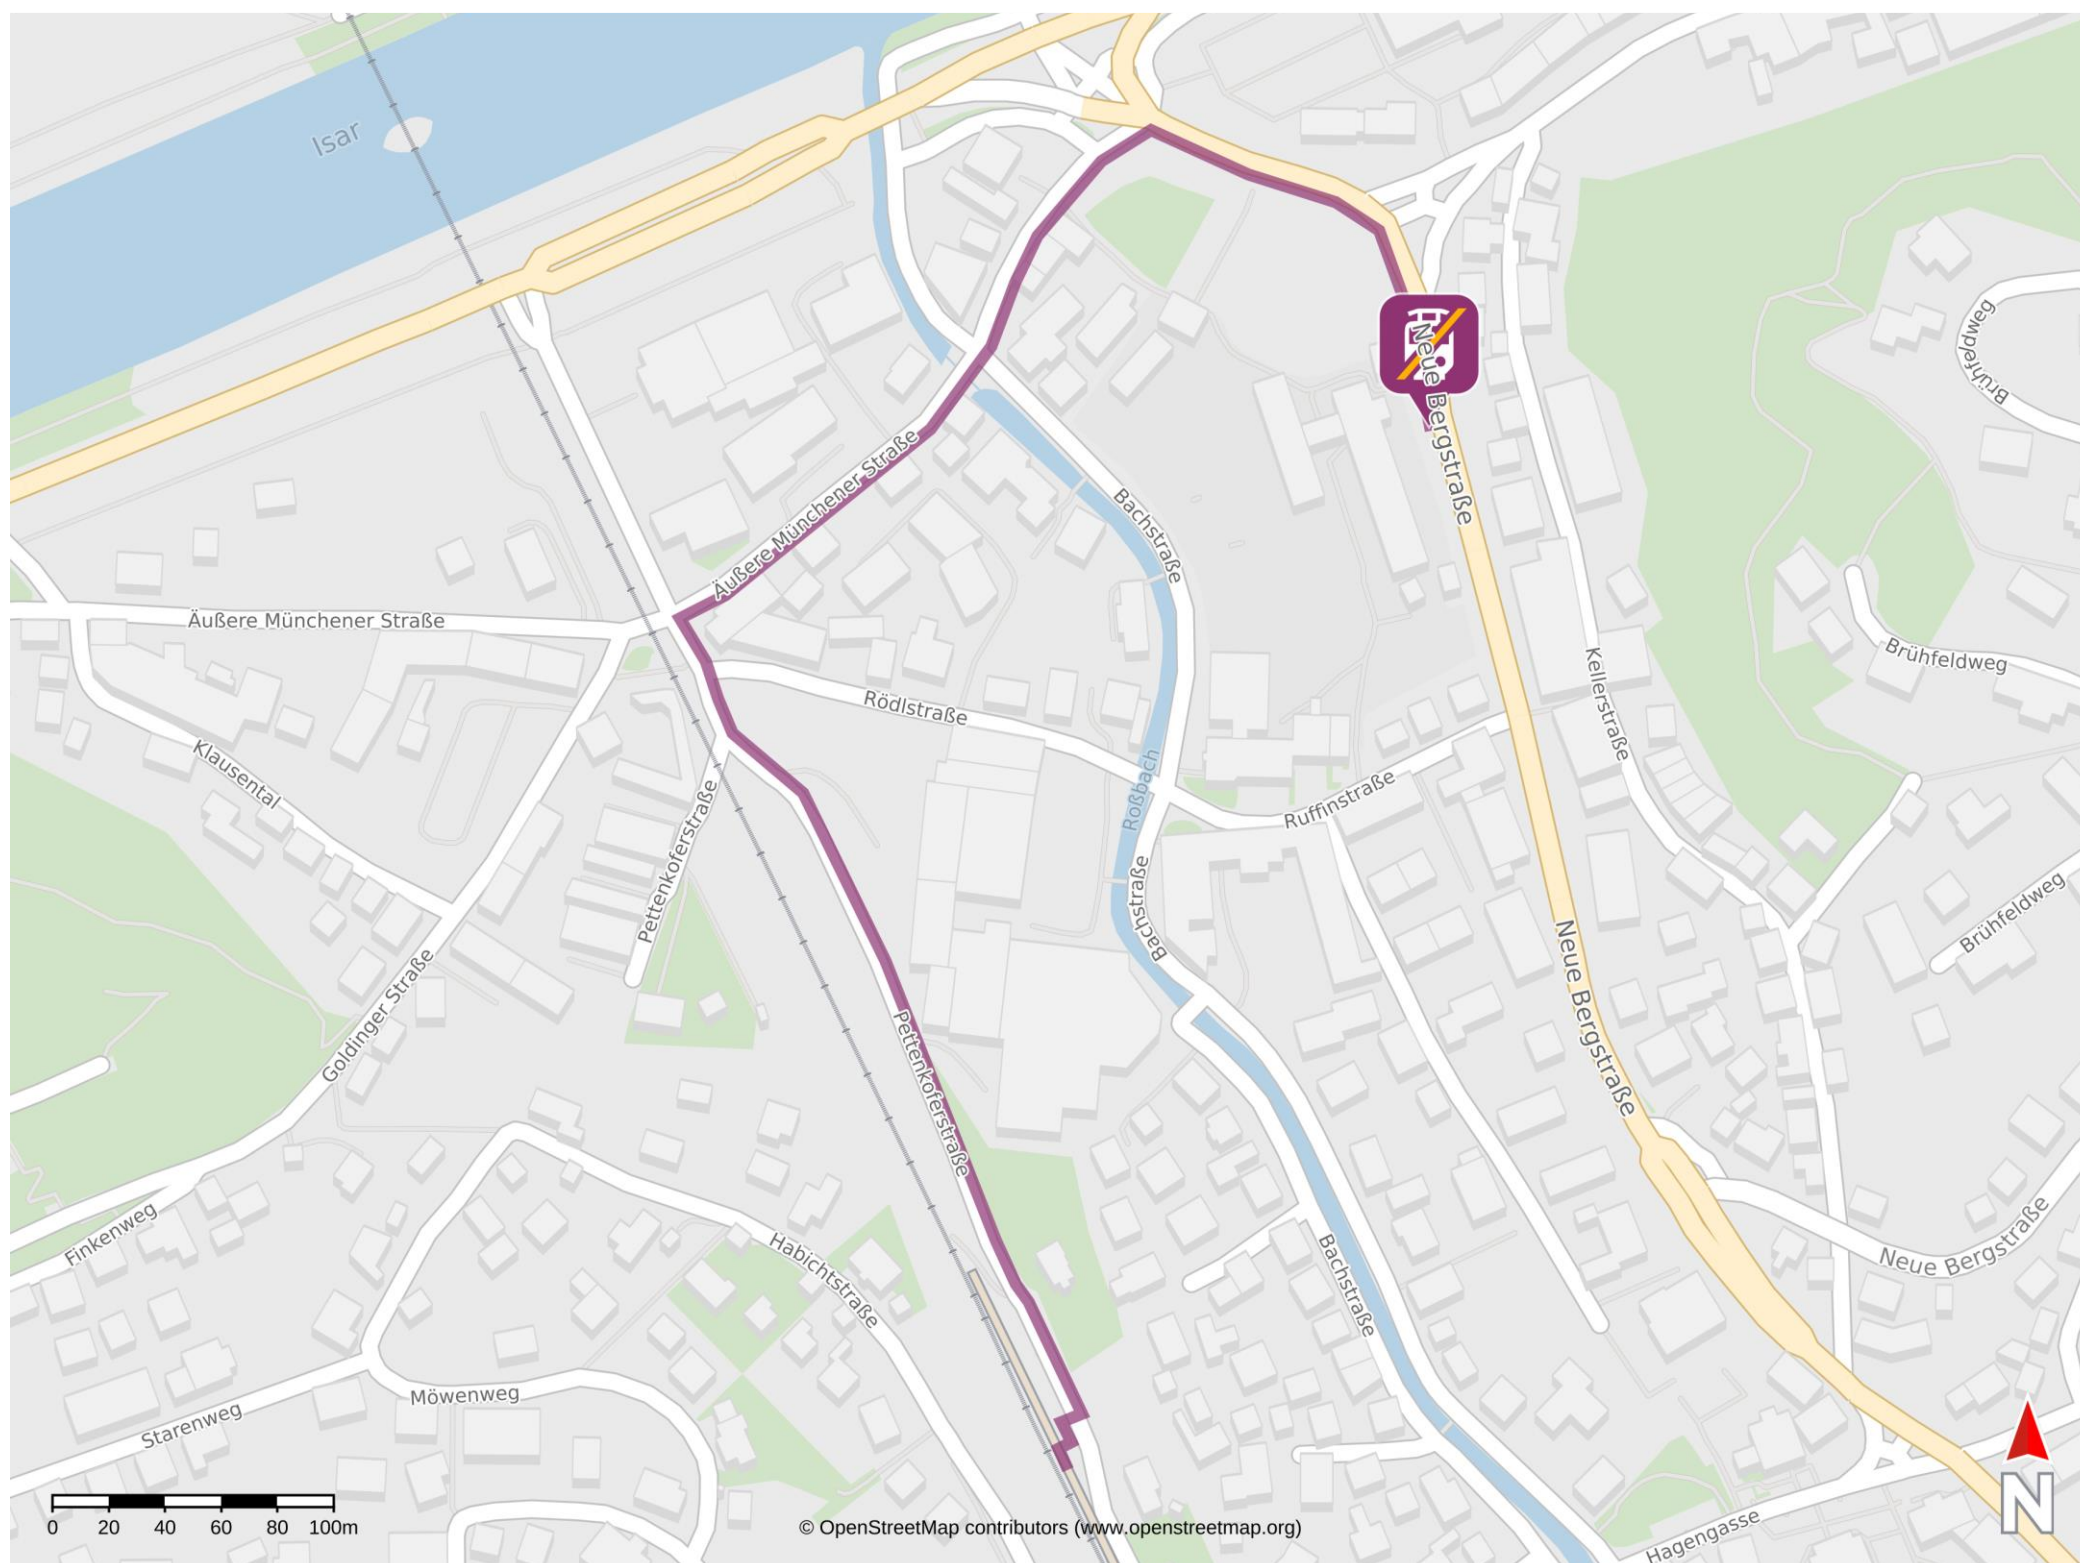 Isar
Brühfeldweg
Neue Bergstraße
Äußere Münchener Straße
Bachstraße
Äußere Münchener Straße
Brühfeldweg
Kellerstraße
Rödlstraße
Klausental
Roßbach
Ruffinstraße
Pettenkoferstraße
Bachstraße
Brühfeldweg
Goldinger Straße
Neue Bergstraße
Pettenkoferstraße
Finkenweg
Habichtstraße
Bachstraße
Neue Bergstraße
Möwenweg
Starenweg
N
0 20 40 60 80 100m
© OpenStreetMap contributors (www.openstreetmap.org)
Hagengasse